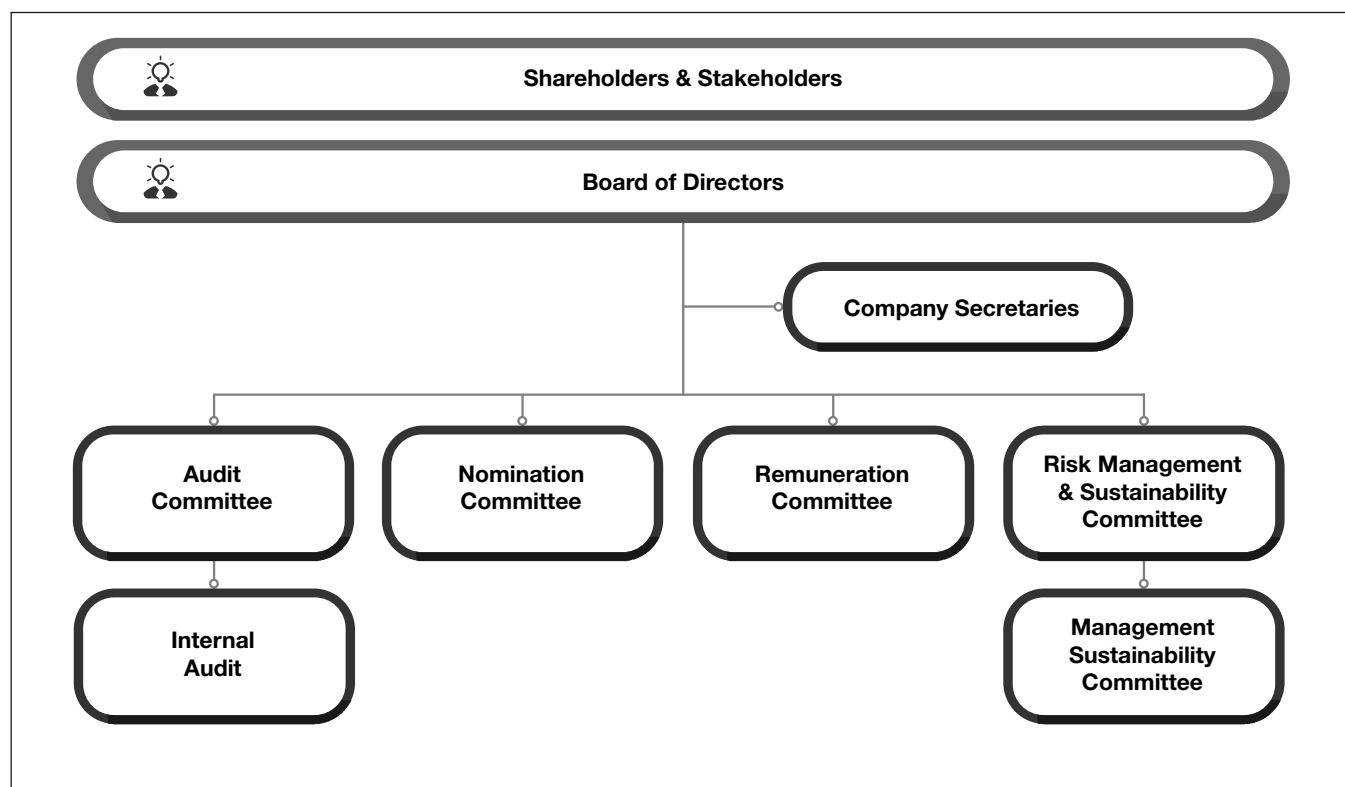 Shareholders & Stakeholders
Board of Directors
Company Secretaries
Audit
Committee
Nomination
Committee
Remuneration
Committee
Risk Management
& Sustainability
Committee
Internal
Audit
Management
Sustainability
Committee